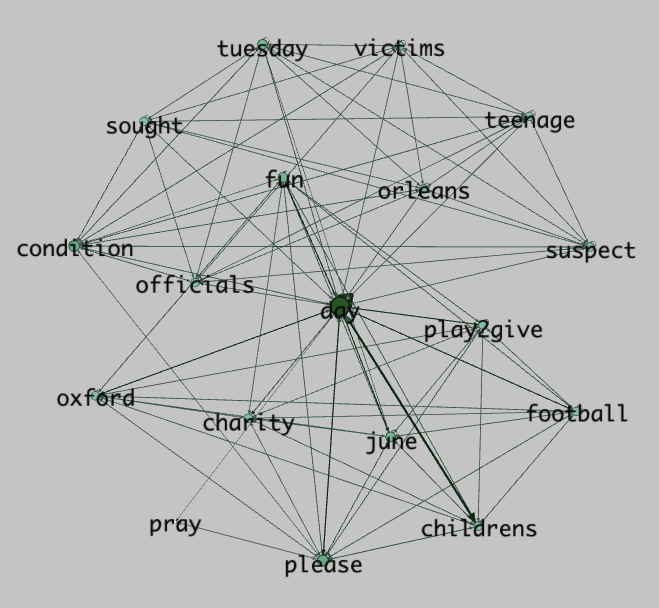 tuesday victims
sought teenage
fun orleans
condition suspect
officials
day
play2give
oxford football
charity
june
pray childrens
please